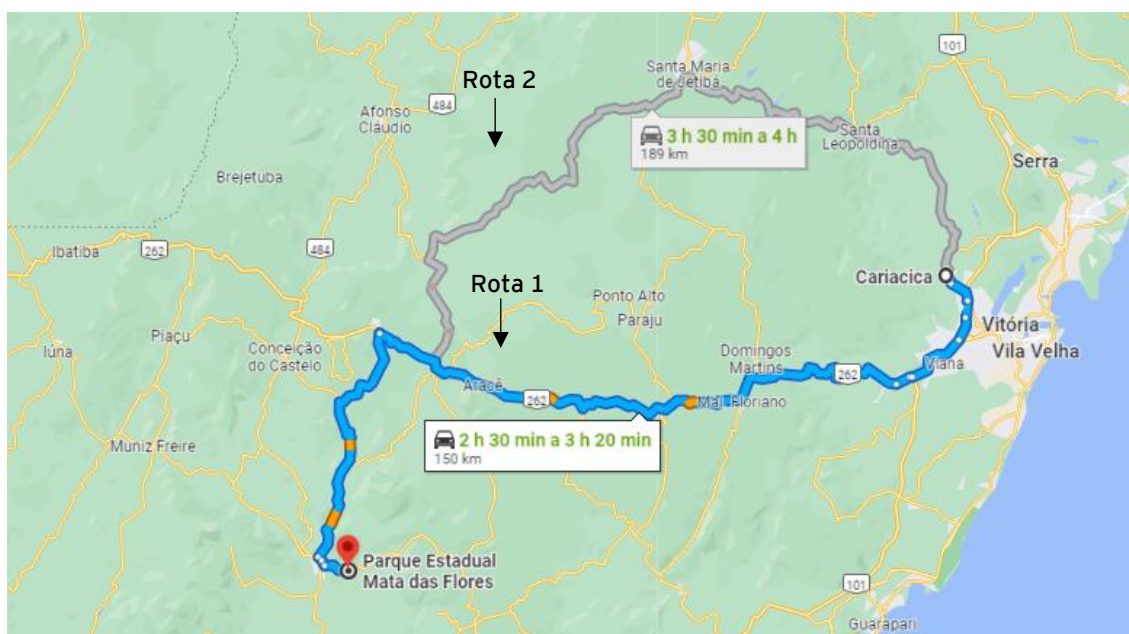 101
Santa Maria
de Jetibá
Rota 2
484
Afonso
Cláudio
3 h 30 min a 4 h
189 km
Santa
Leopoldina
Serra
Brejetuba
Ibatiba
262
484
Cariacica
Rota 1
Ponto Alto
Paraju
Vitória
Vila Velha
Iúna
Piaçu
Conceição
do Castelo
Domingos
Martins
262
Viana
Aracê
262
Mal. Floriano
2 h 30 min a 3 h 20 min
150 km
Muniz Freire
Parque Estadual
Mata das Flores
101
Guarapari